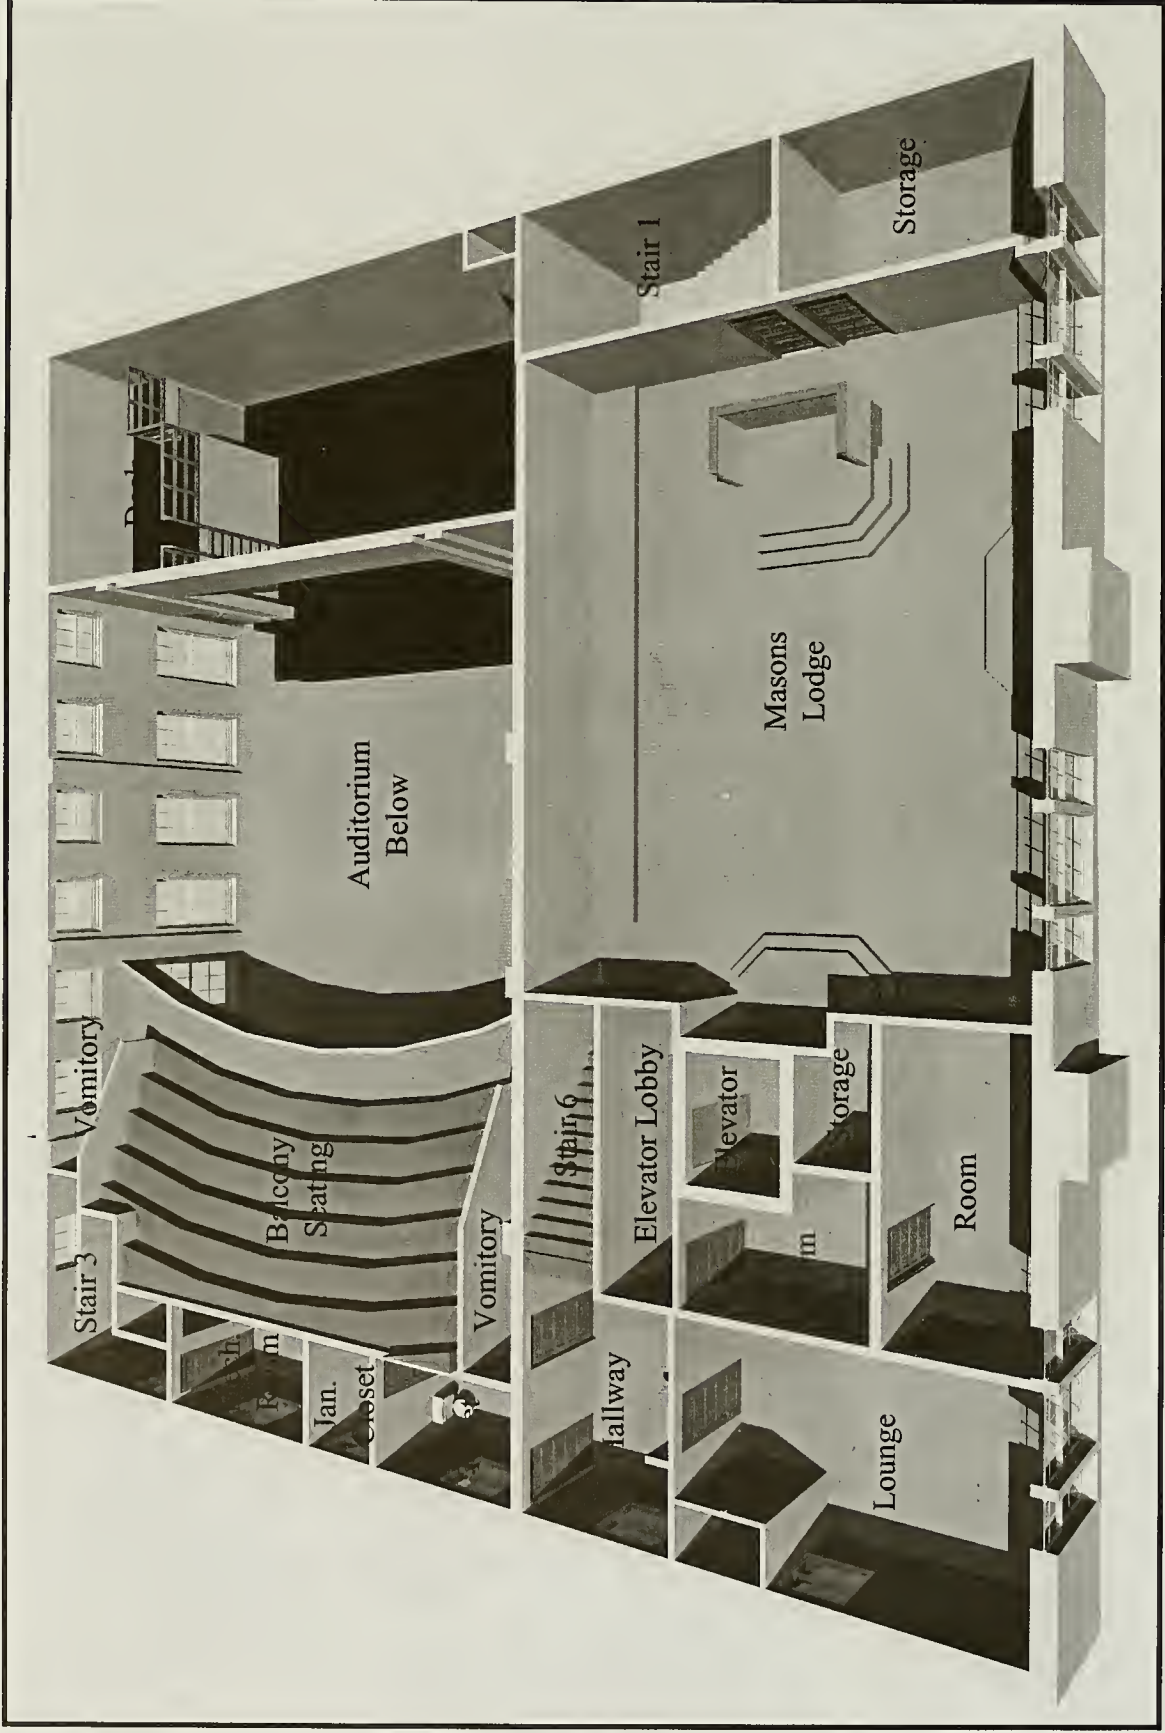 Stair 3
Vomitory
Balcony
Seating
Jan.
Closet
Auditorium
Below
Vomitory
Stair 6
Hallway
Elevator Lobby
Stair 1
Elevator
Masons
Lodge
Storage
Lounge
Storage
Room